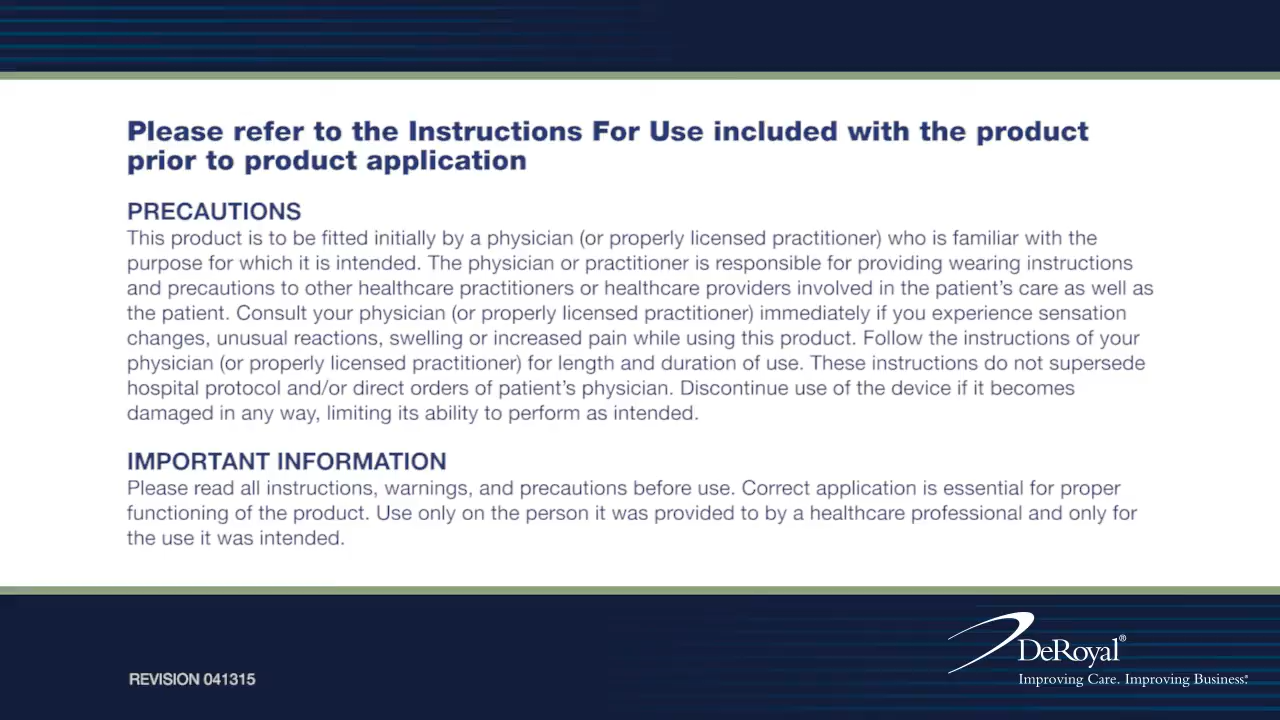 Please refer to the Instructions For Use included with the product
prior to product application
PRECAUTIONS
This product is to be fitted initially by a physician (or properly licensed practitioner) who is familiar with the
purpose for which it is intended. The physician or practitioner is responsible for providing wearing instructions
and precautions to other healthcare practitioners or healthcare providers involved in the patient’s care as well as
the patient. Consult your physician (or properly licensed practitioner) immediately if you experience sensation
changes, unusual reactions, swelling or increased pain while using this product. Follow the instructions of your
physician (or properly licensed practitioner) for length and duration of use. These instructions do not supersede
hospital protocol and/or direct orders of patient’s physician. Discontinue use of the device if it becomes
damaged in any way, limiting its ability to perform as intended.
IMPORTANT INFORMATION
Please read all instructions, warnings, and precautions before use. Correct application is essential for proper
functioning of the product. Use only on the person it was provided to by a healthcare professional and only for
the use it was intended.
DeRoyal®
Improving Care. Improving Business.®
REVISION 041315